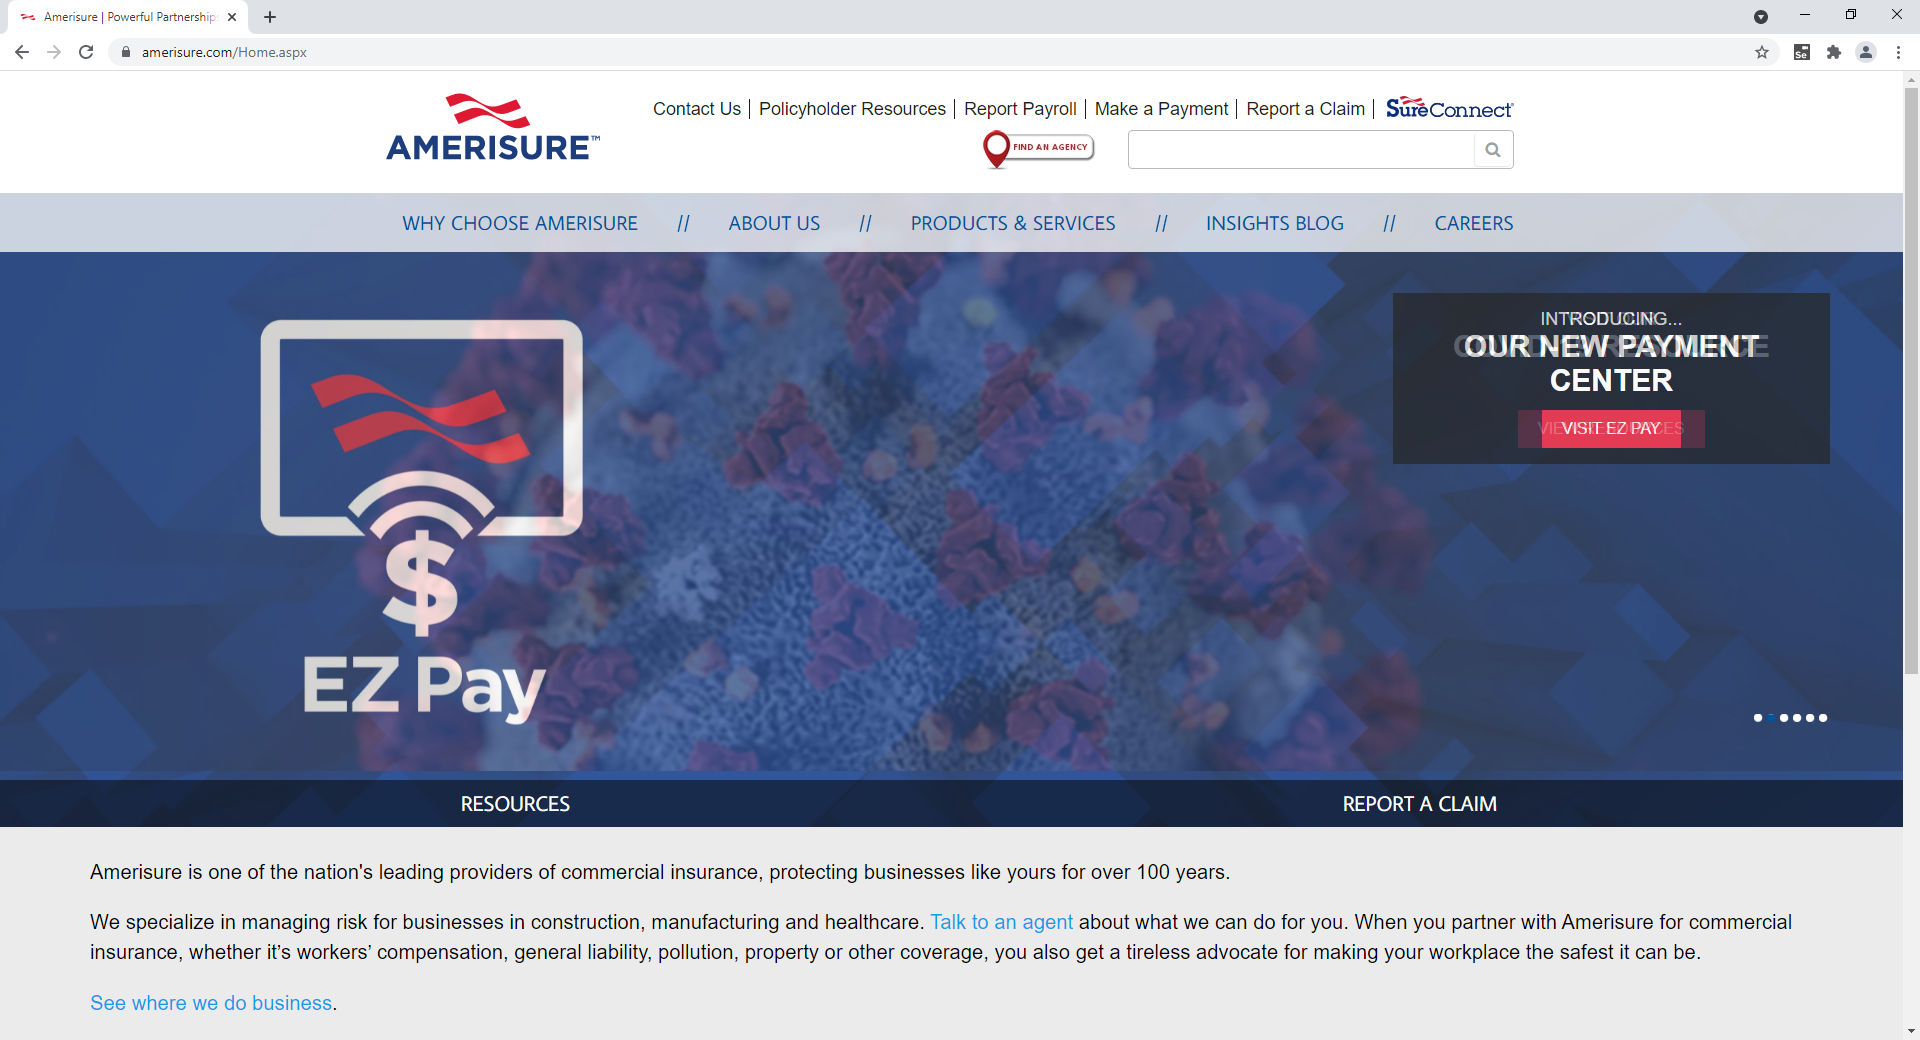 Amerisure | Powerful Partnership
amerisure.com/Home.aspx
AMERISURE™
Contact Us | Policyholder Resources | Report Payroll | Make a Payment | Report a Claim | SureConnect
FIND AN AGENCY
WHY CHOOSE AMERISURE // ABOUT US // PRODUCTS & SERVICES // INSIGHTS BLOG // CAREERS
INTRODUCING...
OUR NEW PAYMENT
CENTER
VISIT EZ PAY
$
EZ Pay
RESOURCES
REPORT A CLAIM
Amerisure is one of the nation's leading providers of commercial insurance, protecting businesses like yours for over 100 years.
We specialize in managing risk for businesses in construction, manufacturing and healthcare. Talk to an agent about what we can do for you. When you partner with Amerisure for commercial
insurance, whether it’s workers’ compensation, general liability, pollution, property or other coverage, you also get a tireless advocate for making your workplace the safest it can be.
See where we do business.